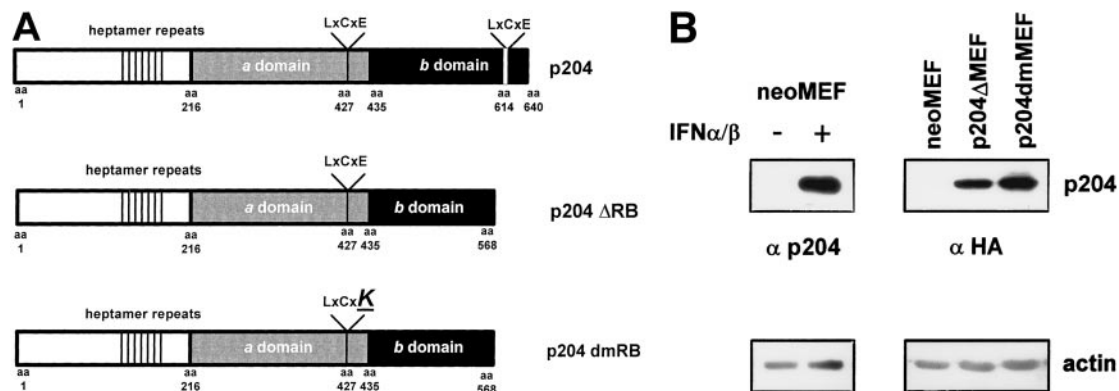 A
LxCxE LxCxE
heptamer repeats
a domain b domain p204
aa aa aa aa aa aa
1 216 427 435 614 640
LxCxE
heptamer repeats
a domain b domain p204 ΔRB
aa aa aa aa aa
1 216 427 435 568
LxCxK
heptamer repeats
a domain b domain p204 dmRB
aa aa aa aa aa
1 216 427 435 568
B
neoMEF
IFNα/β - +
neoMEF
p204ΔMEF
p204dmMEF
p204
α p204 α HA
actin